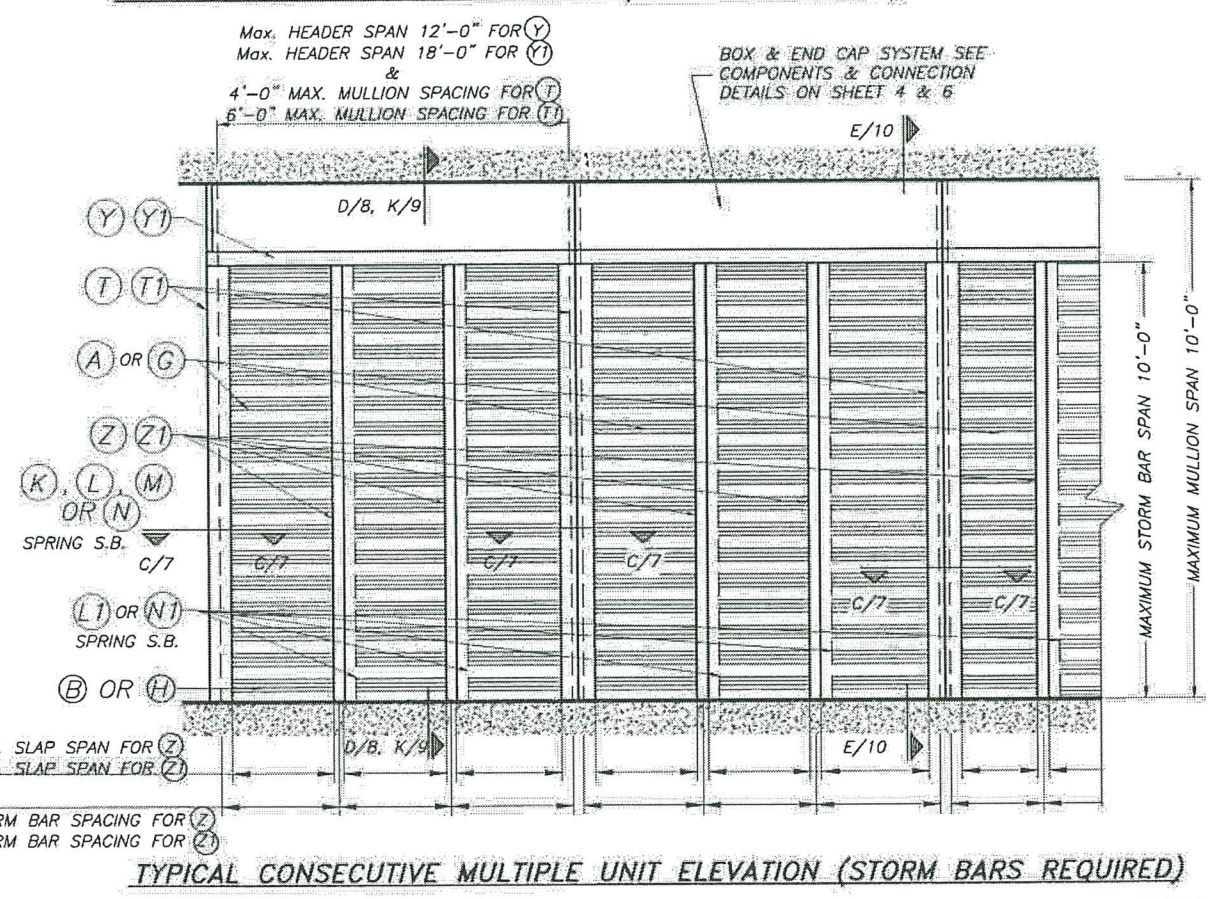 Max. HEADER SPAN 12'-0" FOR Y
Max. HEADER SPAN 18'-0" FOR Y1
&
4'-0" MAX. MULLION SPACING FOR T
6'-0" MAX. MULLION SPACING FOR T1
BOX & END CAP SYSTEM SEE
COMPONENTS & CONNECTION
DETAILS ON SHEET 4 & 6
E/10
D/8, K/9
Y Y1
T T1
A OR G
Z Z1
K, L, M
OR N
SPRING S.B.
C/7
C/7
C/7
C/7
C/7
C/7
L1 OR N1
SPRING S.B.
B OR H
MAXIMUM STORM BAR SPAN 10'-0"
MAXIMUM MULLION SPAN 10'-0"
SLAP SPAN FOR Z
SLAP SPAN FOR Z1
D/8, K/9
E/10
RM BAR SPACING FOR Z
RM BAR SPACING FOR Z1
TYPICAL CONSECUTIVE MULTIPLE UNIT ELEVATION (STORM BARS REQUIRED)